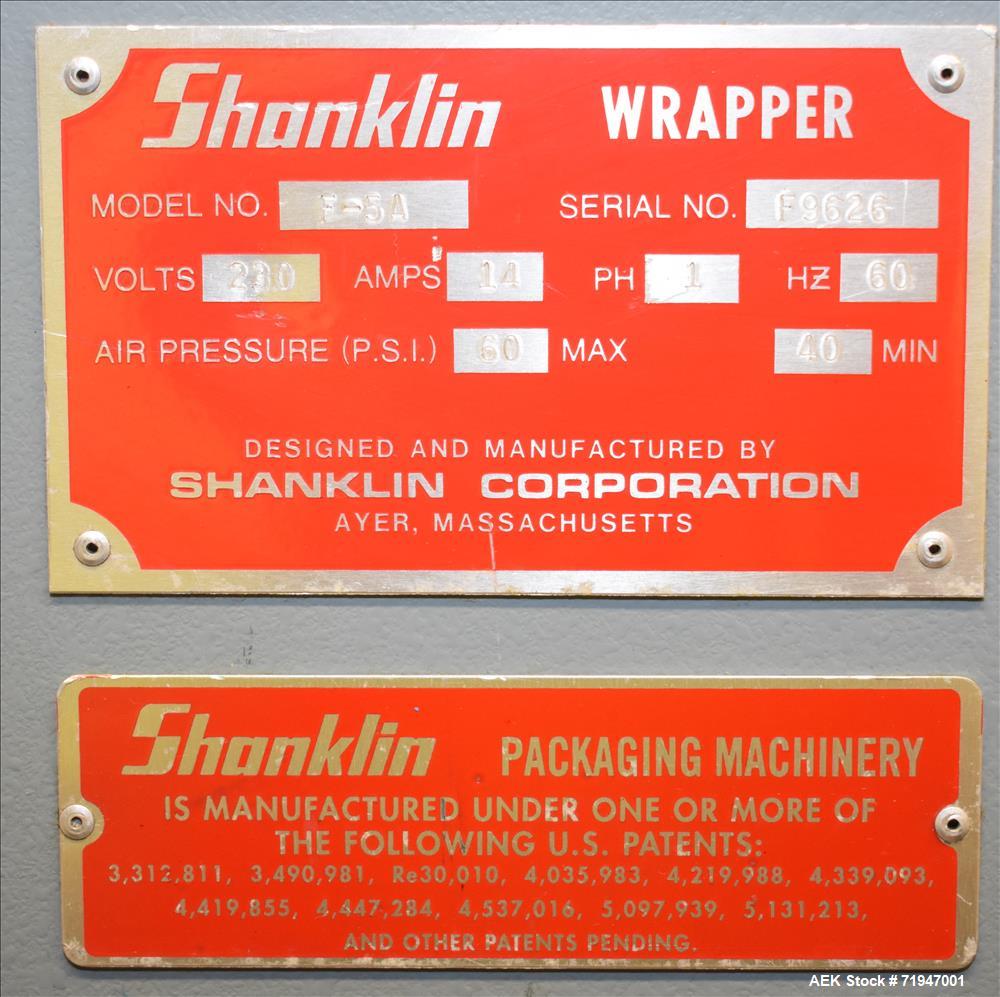 Shanklin WRAPPER
MODEL NO. F-5A SERIAL NO. F9626
VOLTS 230 AMPS 14 PH 1 HZ 60
AIR PRESSURE (P.S.I.) 60 MAX 40 MIN
DESIGNED AND MANUFACTURED BY
SHANKLIN CORPORATION
AYER, MASSACHUSETTS
Shanklin PACKAGING MACHINERY
IS MANUFACTURED UNDER ONE OR MORE OF
THE FOLLOWING U.S. PATENTS:
3,312,811, 3,490,981, Re30,010, 4,035,983, 4,219,988, 4,339,093,
4,419,855, 4,447,284, 4,537,016, 5,097,939, 5,131,213,
AND OTHER PATENTS PENDING.
AEK Stock # 71947001